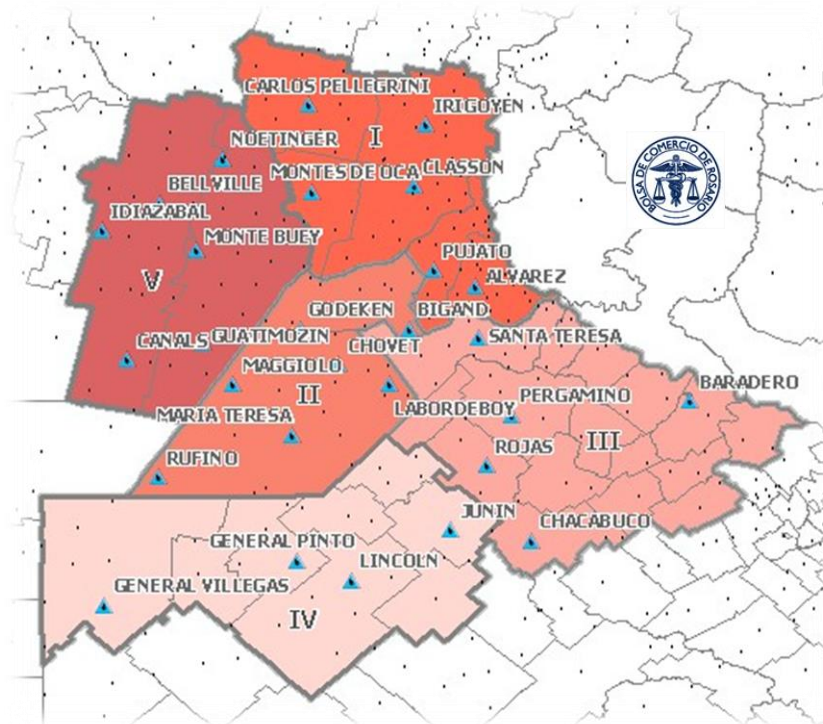 CARLOS PELLEGRINI
IRIGOYEN
I
NOETINGER
BELLVILLE
MONTES DE OCA
CLASSON
IDIAZABAL
MONTE BUEY
PUJATO
V
ALVAREZ
GODEKEN
BIGAND
CANALS
GUATIMOZIN
CHOVET
SANTA TERESA
MAGGIOLO
II
BARADERO
MARIA TERESA
LABORDEBOY
PERGAMINO
RUFINO
ROJAS
III
JUNIN
CHACABUCO
GENERAL PINTO
LINCOLN
GENERAL VILLEGAS
IV
BOLSA DE COMERCIO DE ROSARIO